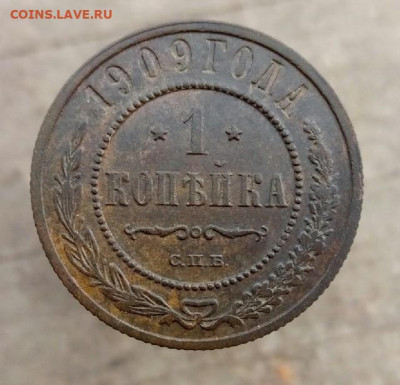 COINS.LAVE.RU
1909 ГОДА
1
КОПѢЙКА
С.П.Б.